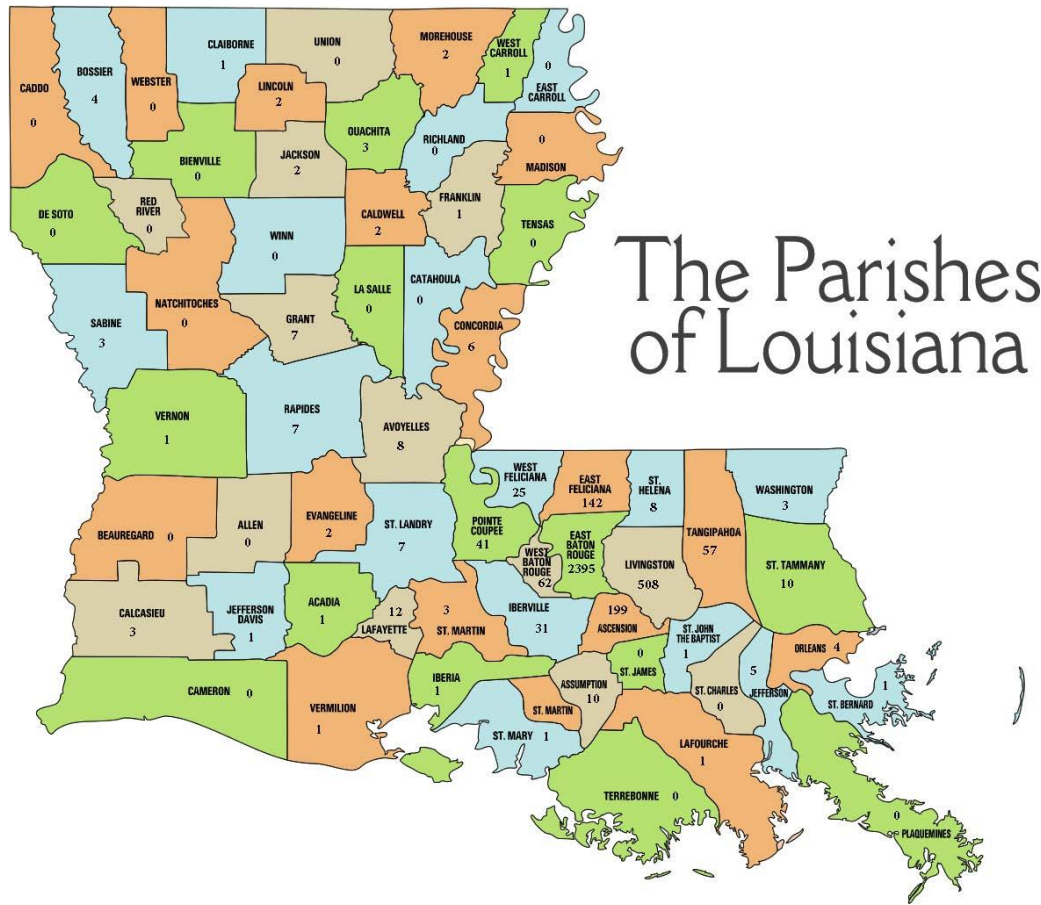 The Parishes
of Louisiana
CADDO
0
BOSSIER
4
WEBSTER
0
CLAIBORNE
1
UNION
0
MOREHOUSE
2
WEST
CARROLL
1
0
EAST
CARROLL
LINCOLN
2
OUACHITA
3
RICHLAND
0
0
MADISON
BIENVILLE
0
JACKSON
2
FRANKLIN
1
DE SOTO
0
RED
RIVER
0
CALDWELL
2
TENSAS
0
WINN
0
NATCHITOCHES
0
LA SALLE
0
CATAHOULA
0
SABINE
3
GRANT
7
CONCORDIA
6
VERNON
1
RAPIDES
7
AVOYELLES
8
WEST
FELICIANA
25
EAST
FELICIANA
142
ST.
HELENA
8
TANGIPAHOA
57
WASHINGTON
3
BEAUREGARD 0
ALLEN
0
EVANGELINE
2
ST. LANDRY
7
POINTE
COUPEE
41
WEST
BATON
ROUGE
62
EAST
BATON
ROUGE
2395
LIVINGSTON
508
ST. TAMMANY
10
CALCASIEU
3
JEFFERSON
DAVIS
1
ACADIA
1
12
LAFAYETTE
3
ST. MARTIN
IBERVILLE
31
199
ASCENSION
ST. JOHN
THE BAPTIST
1
0
ST. JAMES
ORLEANS 4
5
JEFFERSON
ST. CHARLES
0
1
ST. BERNARD
CAMERON 0
VERMILION
1
IBERIA
1
ASSUMPTION
10
ST. MARTIN
ST. MARY 1
LAFOURCHE
1
TERREBONNE 0
0
PLAQUEMINES